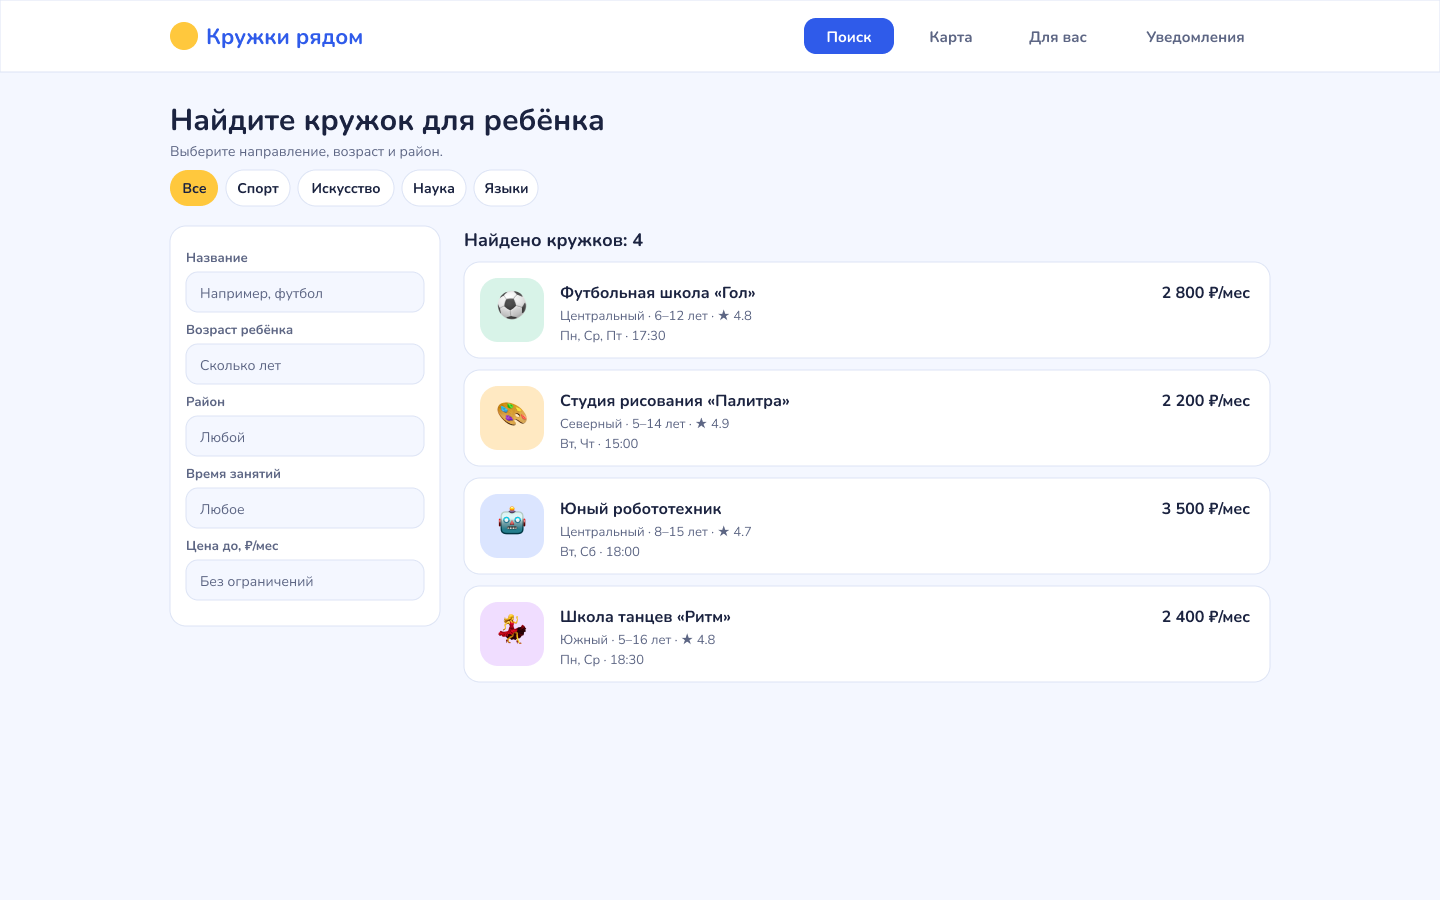 Кружки рядом
Поиск
Карта
Для вас
Уведомления
Найдите кружок для ребёнка
Выберите направление, возраст и район.
Все
Спорт
Искусство
Наука
Языки
Название
Например, футбол
Возраст ребёнка
Сколько лет
Район
Любой
Время занятий
Любое
Цена до, ₽/мес
Без ограничений
Найдено кружков: 4
Футбольная школа «Гол»
2 800 ₽/мес
Центральный · 6–12 лет · ★ 4.8
Пн, Ср, Пт · 17:30
Студия рисования «Палитра»
2 200 ₽/мес
Северный · 5–14 лет · ★ 4.9
Вт, Чт · 15:00
Юный робототехник
3 500 ₽/мес
Центральный · 8–15 лет · ★ 4.7
Вт, Сб · 18:00
Школа танцев «Ритм»
2 400 ₽/мес
Южный · 5–16 лет · ★ 4.8
Пн, Ср · 18:30